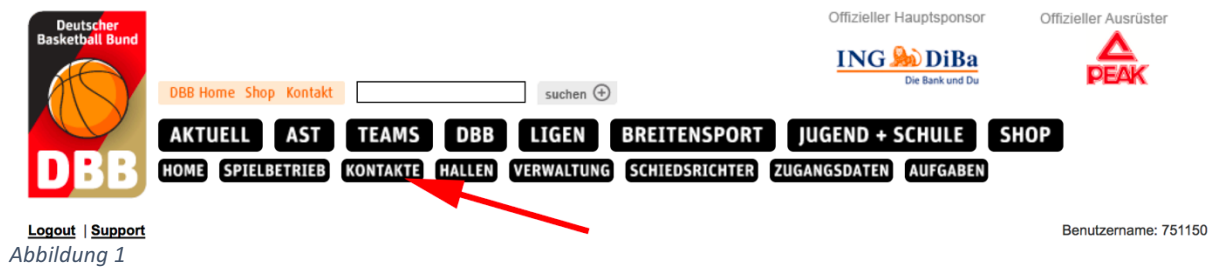 Deutscher
Basketball Bund
DBB
Offizieller Hauptsponsor
ING DiBa
Die Bank und Du
Offizieller Ausrüster
PEAK
DBB Home Shop Kontakt
suchen
AKTUELL AST TEAMS DBB LIGEN BREITENSPORT JUGEND + SCHULE SHOP
HOME SPIELBETRIEB KONTAKTE HALLEN VERWALTUNG SCHIEDSRICHTER ZUGANGSDATEN AUFGABEN
Logout | Support
Benutzername: 751150
Abbildung 1